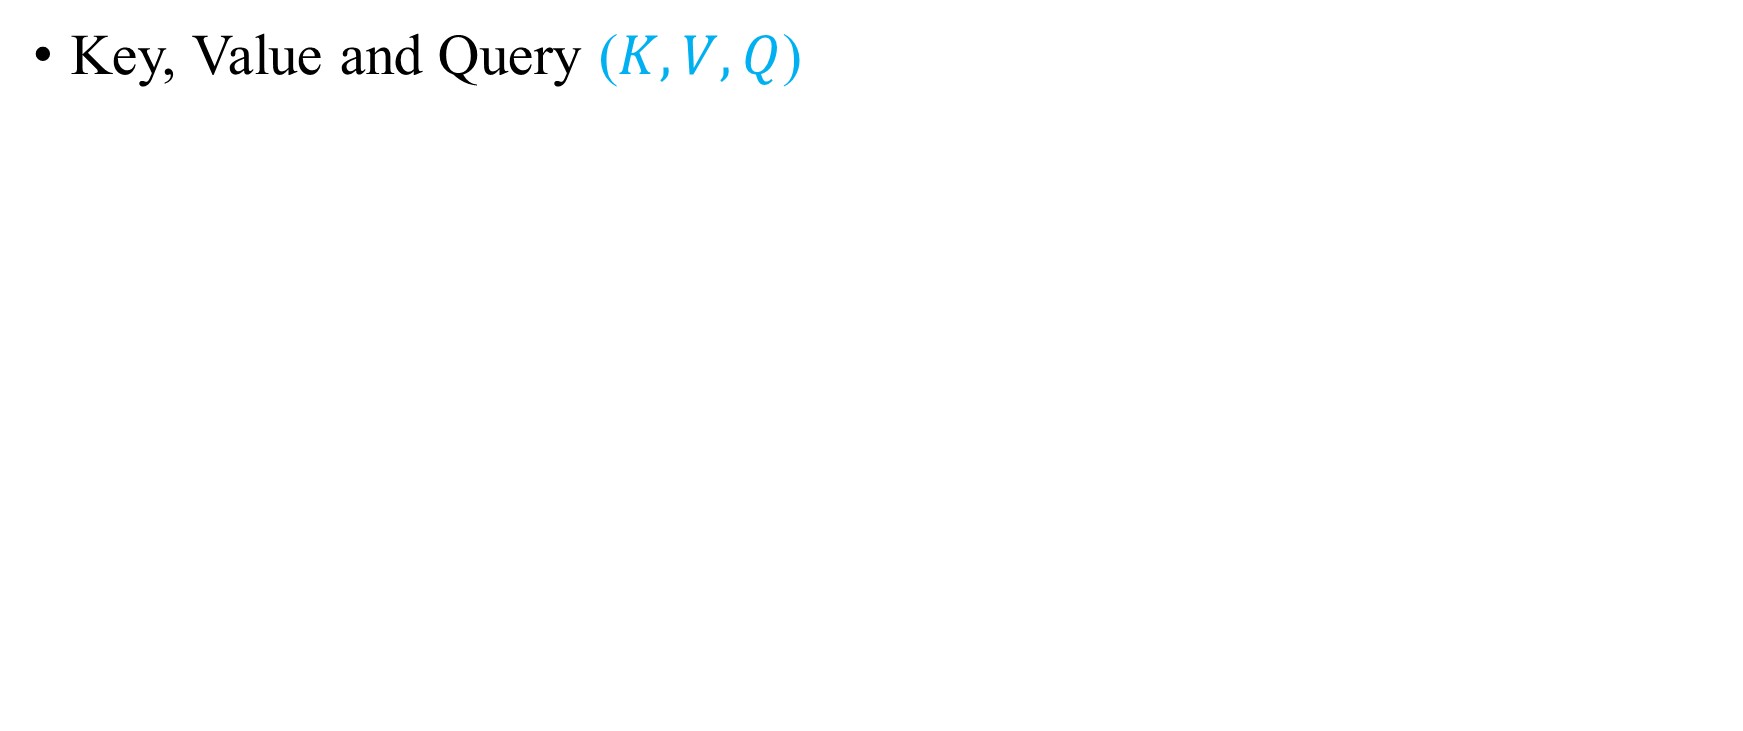 • Key, Value and Query (K, V, Q)